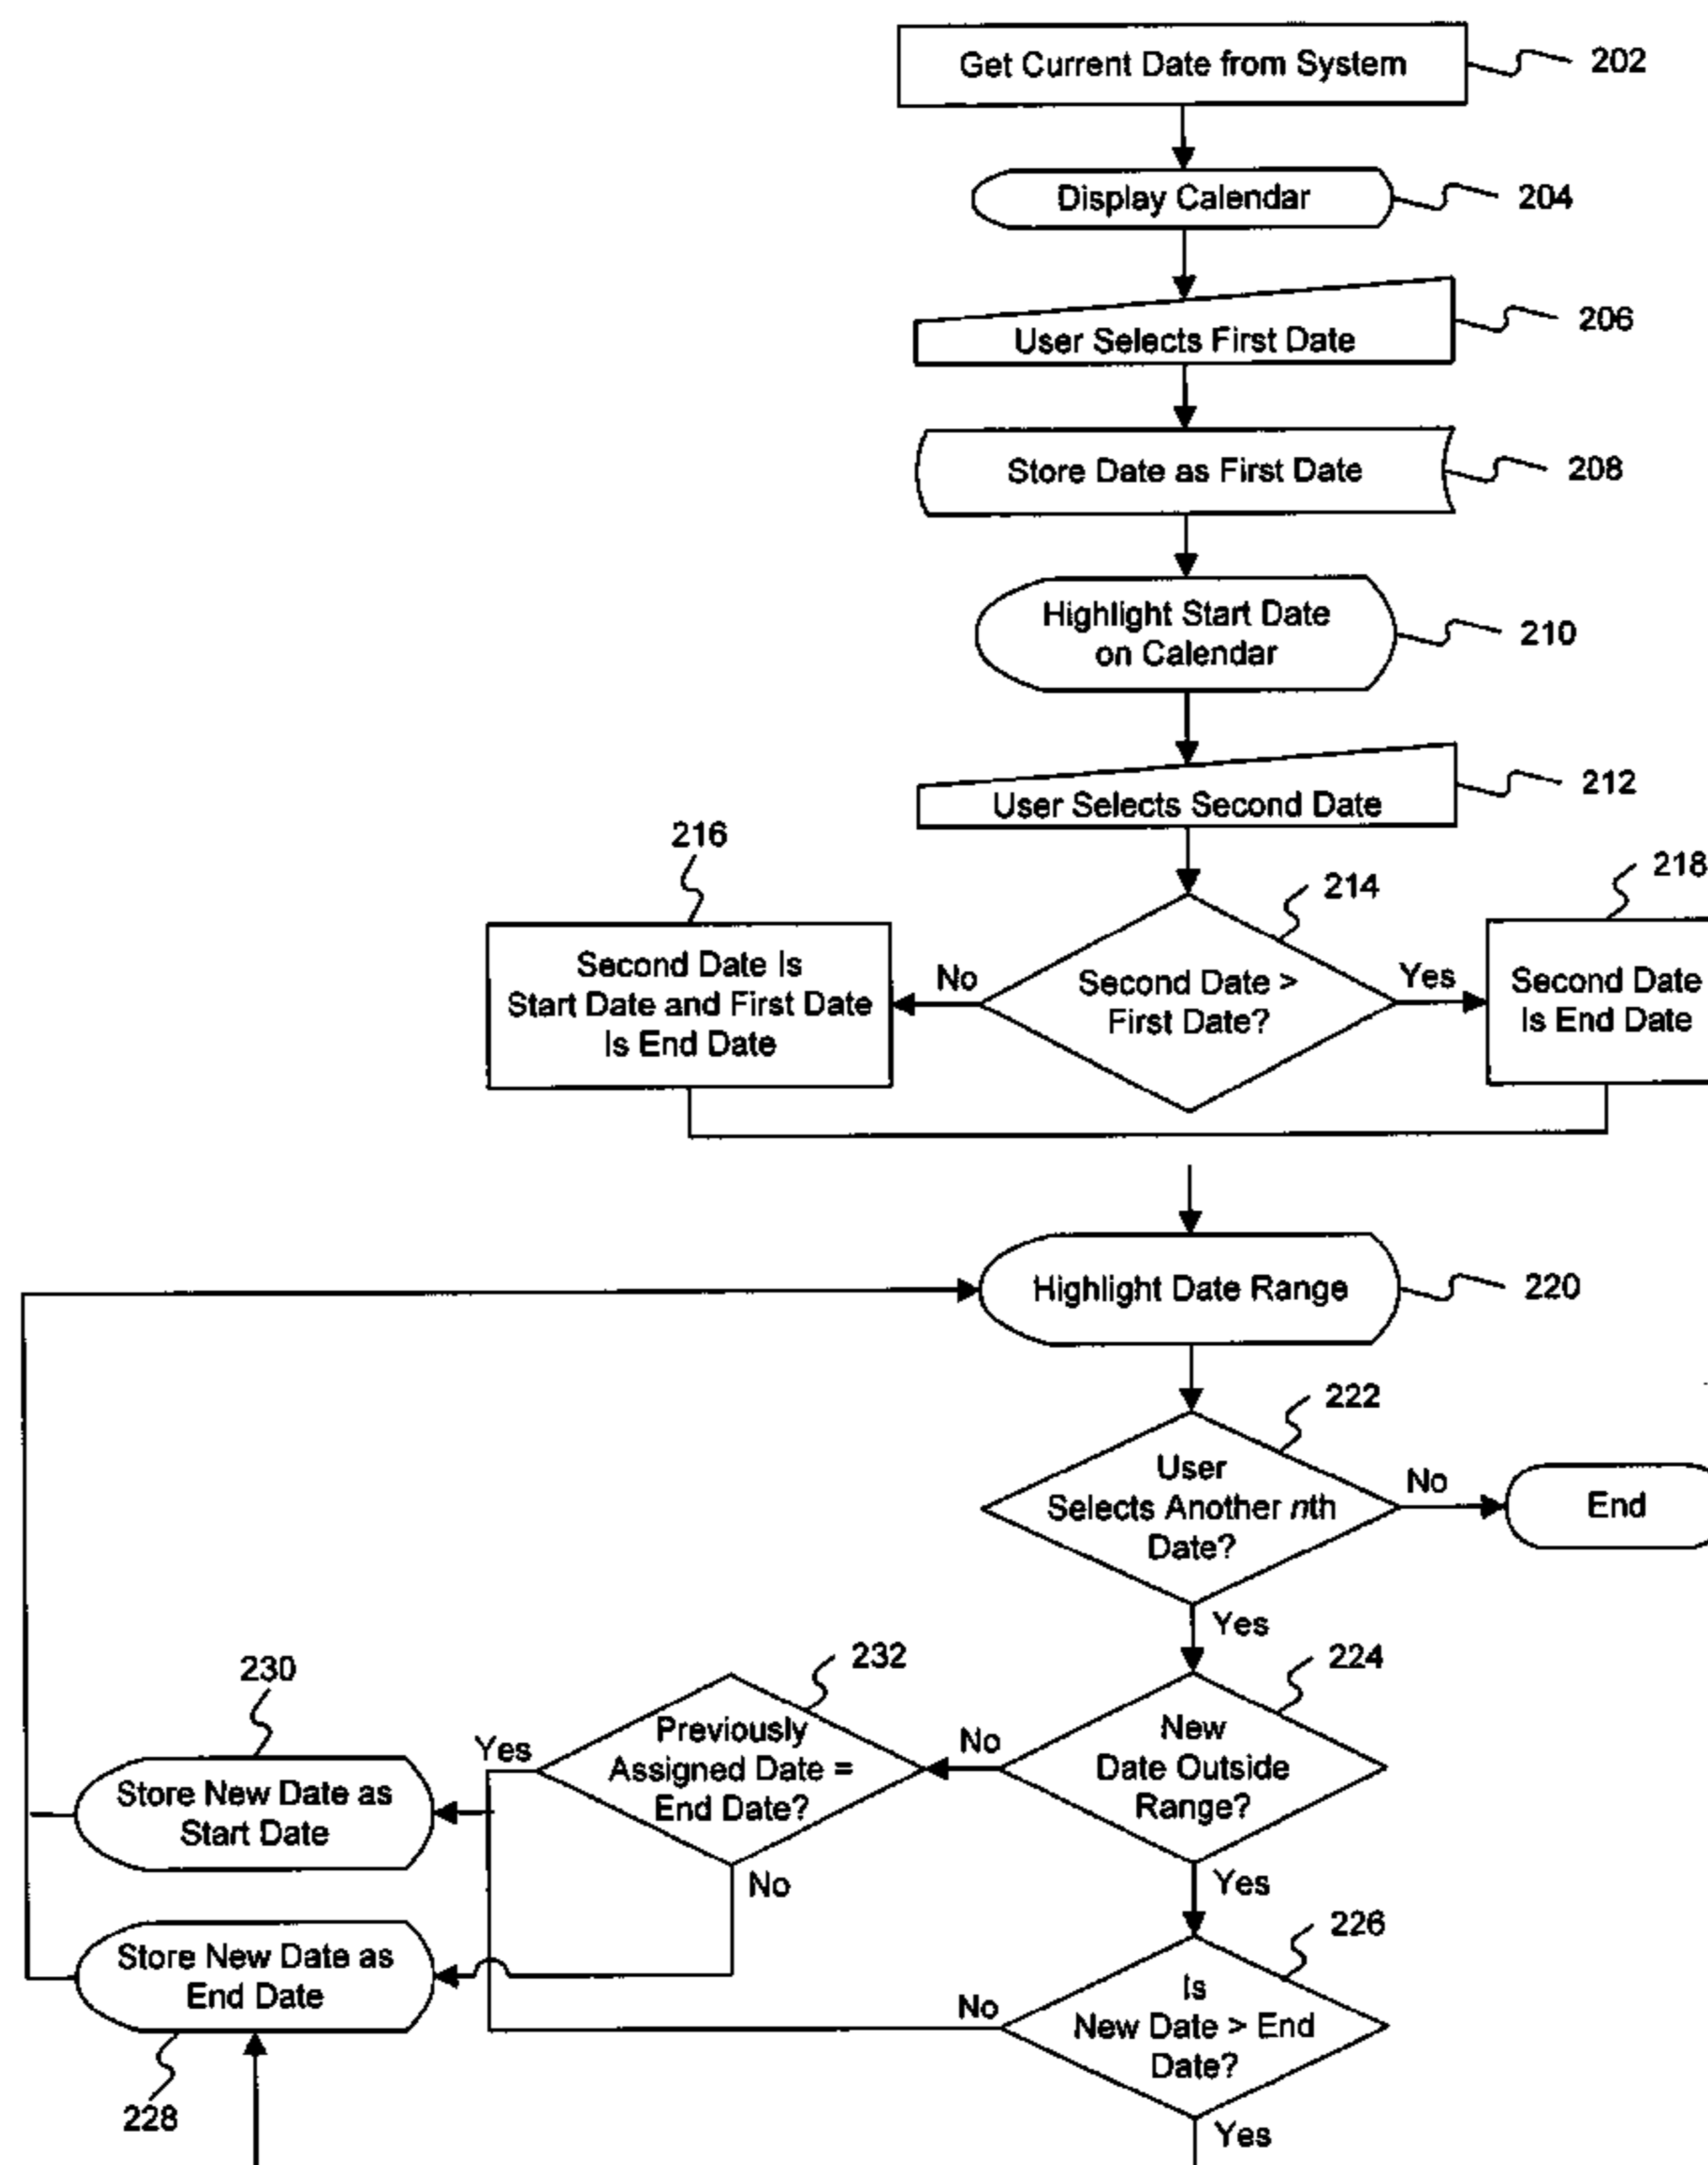 Get Current Date from System
202
Display Calendar
204
206
User Selects First Date
Store Date as First Date
208
Highlight Start Date
on Calendar
210
212
User Selects Second Date
216
214
218
Second Date Is
Start Date and First Date
Is End Date
No
Second Date >
First Date?
Yes
Second Date
Is End Date
Highlight Date Range
220
222
User
Selects Another nth
Date?
No
End
Yes
230
232
224
Yes
Previously
Assigned Date =
End Date?
No
New
Date Outside
Range?
Store New Date as
Start Date
No
Yes
226
Store New Date as
End Date
No
Is
New Date > End
Date?
228
Yes